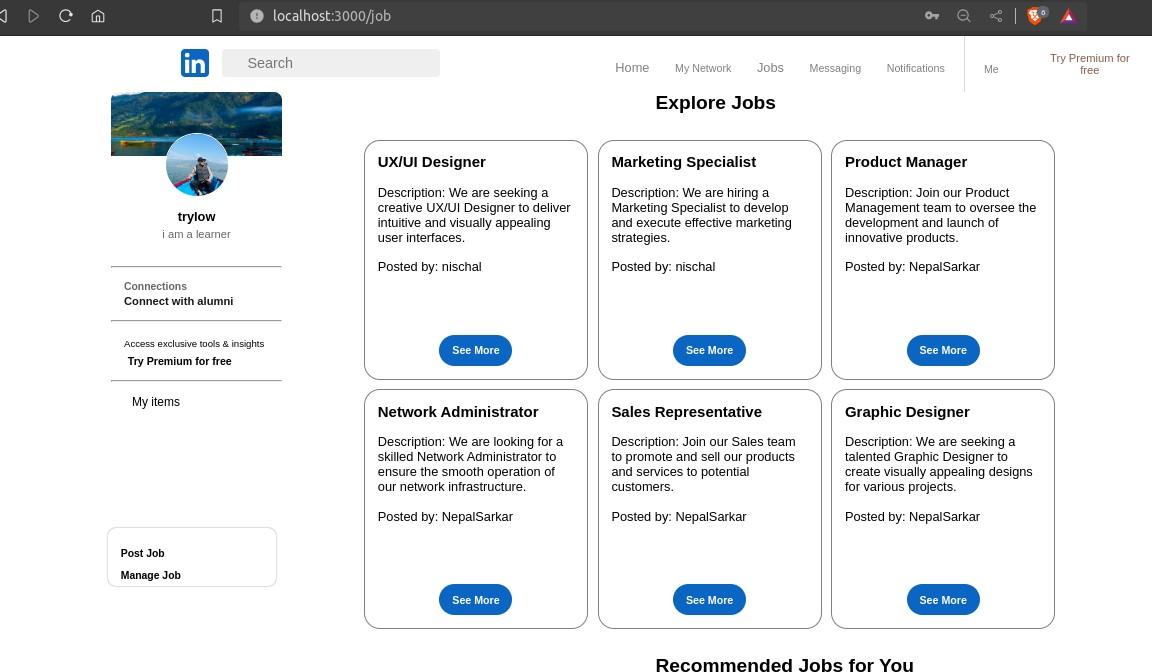 localhost:3000/job
6
in
Search
Home
My Network
Jobs
Messaging
Notifications
Me
Try Premium for
free
trylow
i am a learner
Connections
Connect with alumni
Access exclusive tools & insights
Try Premium for free
My items
Post Job
Manage Job
Explore Jobs
UX/UI Designer
Description: We are seeking a
creative UX/UI Designer to deliver
intuitive and visually appealing
user interfaces.
Posted by: nischal
See More
Marketing Specialist
Description: We are hiring a
Marketing Specialist to develop
and execute effective marketing
strategies.
Posted by: nischal
See More
Product Manager
Description: Join our Product
Management team to oversee the
development and launch of
innovative products.
Posted by: NepalSarkar
See More
Network Administrator
Description: We are looking for a
skilled Network Administrator to
ensure the smooth operation of
our network infrastructure.
Posted by: NepalSarkar
See More
Sales Representative
Description: Join our Sales team
to promote and sell our products
and services to potential
customers.
Posted by: NepalSarkar
See More
Graphic Designer
Description: We are seeking a
talented Graphic Designer to
create visually appealing designs
for various projects.
Posted by: NepalSarkar
See More
Recommended Jobs for You